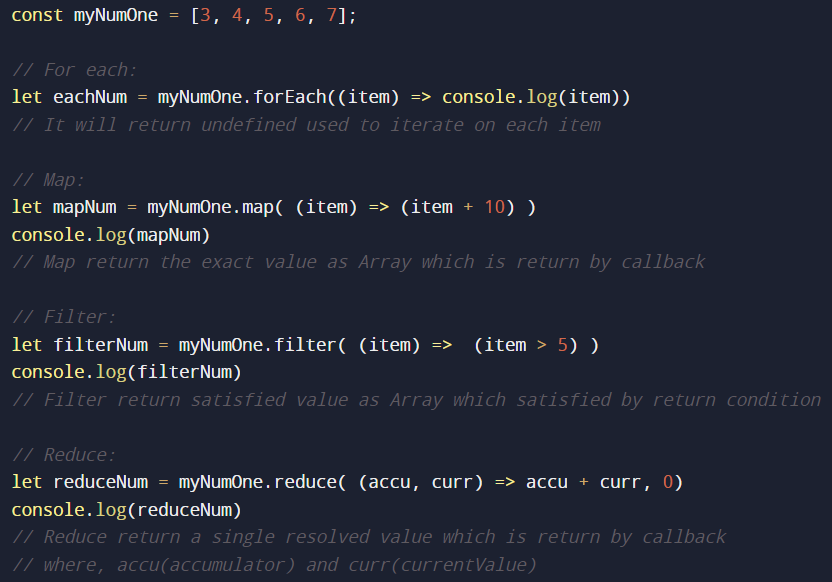 const myNumOne = [3, 4, 5, 6, 7];
// For each:
let eachNum = myNumOne.forEach((item) => console.log(item))
// It will return undefined used to iterate on each item
// Map:
let mapNum = myNumOne.map( (item) => (item + 10) )
console.log(mapNum)
// Map return the exact value as Array which is return by callback
// Filter:
let filterNum = myNumOne.filter( (item) =>  (item > 5) )
console.log(filterNum)
// Filter return satisfied value as Array which satisfied by return condition
// Reduce:
let reduceNum = myNumOne.reduce( (accu, curr) => accu + curr, 0)
console.log(reduceNum)
// Reduce return a single resolved value which is return by callback
// where, accu(accumulator) and curr(currentValue)